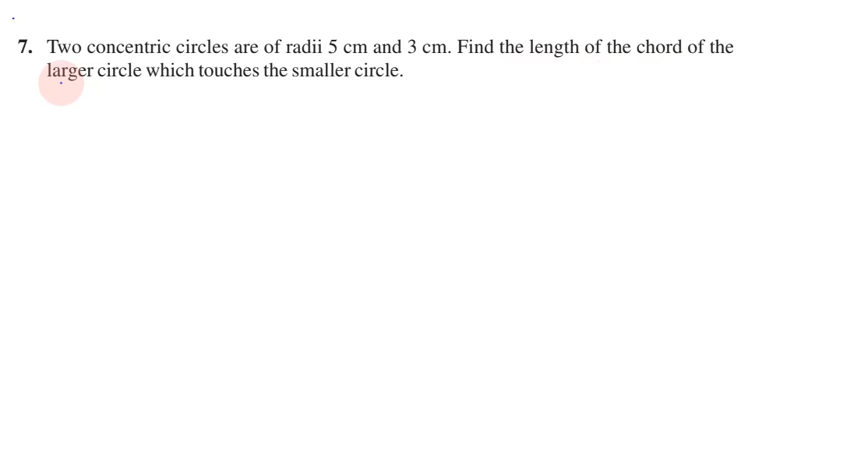 7. Two concentric circles are of radii 5 cm and 3 cm. Find the length of the chord of the
larger circle which touches the smaller circle.